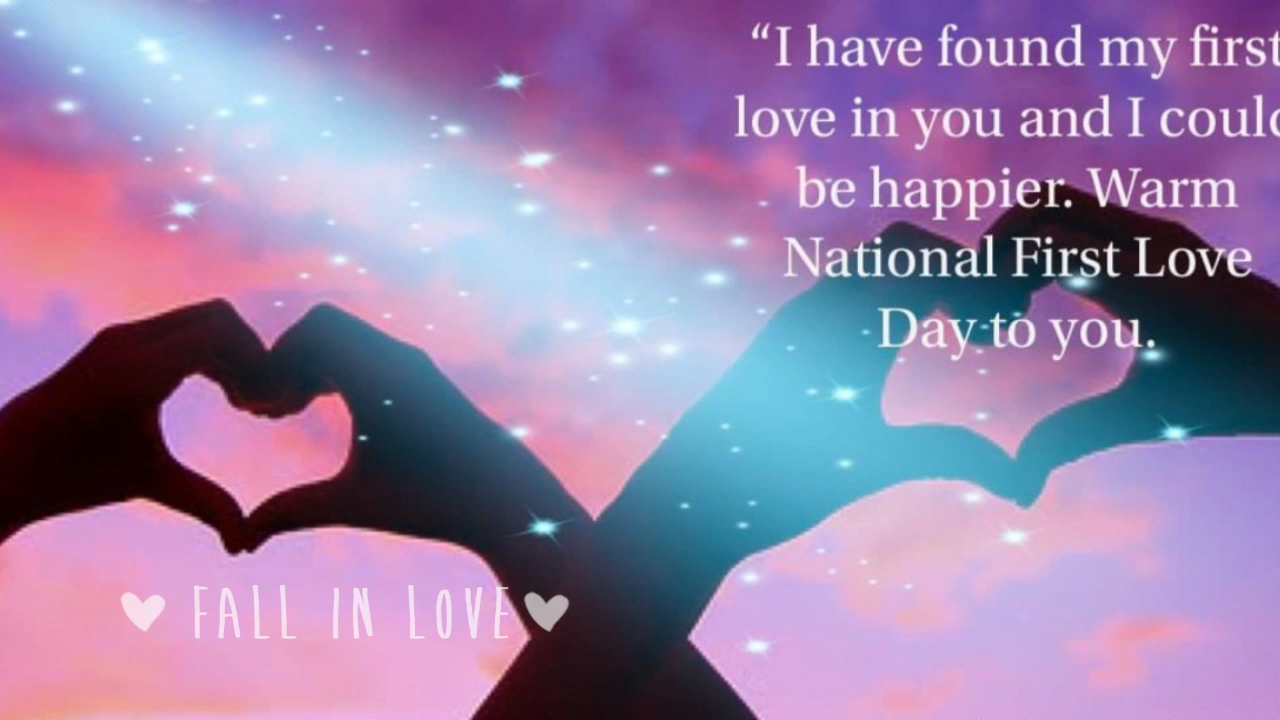 “I have found my first
love in you and I could
be happier. Warm
National First Love
Day to you.
FALL IN LOVE